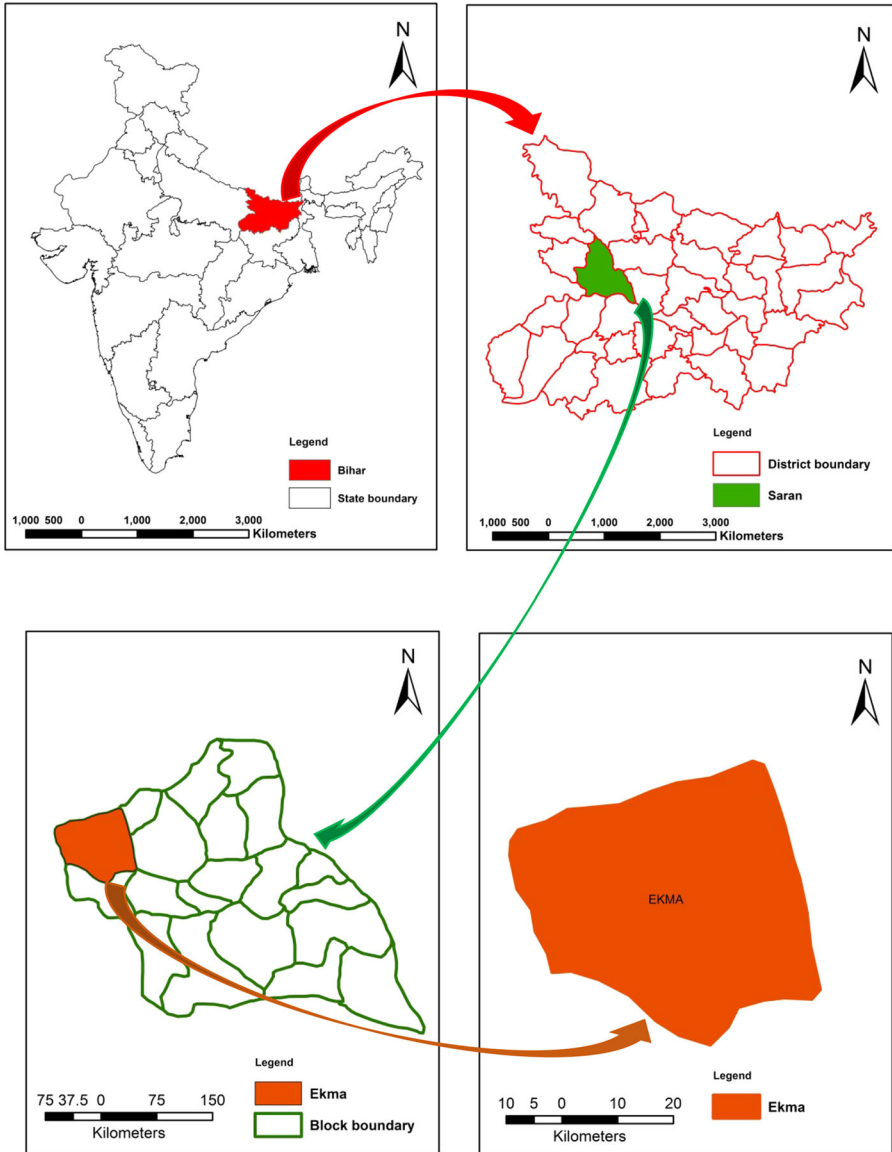 N
Legend
Bihar
State boundary
1,000 500 0 1,000 2,000 3,000
Kilometers
N
Legend
District boundary
Saran
1,000 500 0 1,000 2,000 3,000
Kilometers
N
Legend
Ekma
Block boundary
75 37.5 0 75 150
Kilometers
N
EKMA
Legend
Ekma
10 5 0 10 20
Kilometers